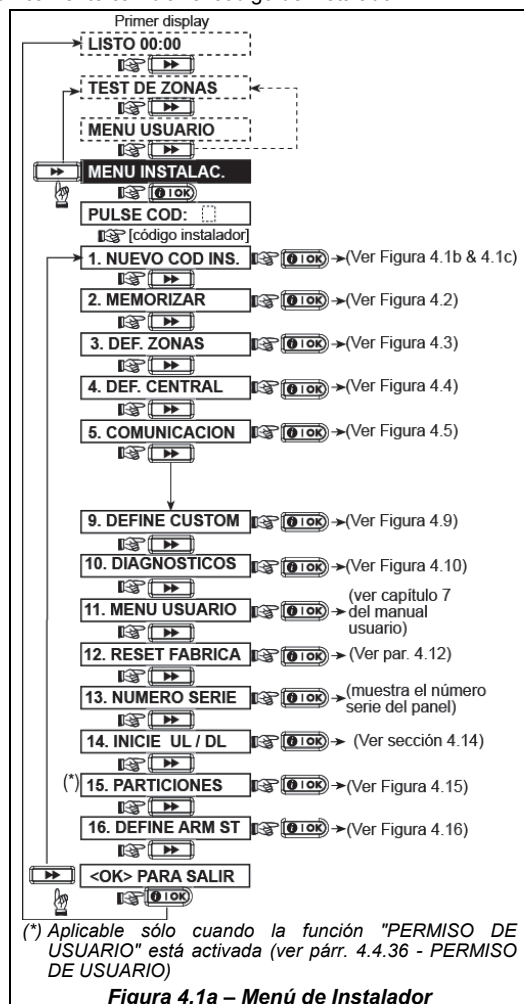 Primer display
LISTO 00:00
TEST DE ZONAS
MENU USUARIO
MENU INSTALAC.
PULSE COD:
[código instalador]
1. NUEVO COD INS. (Ver Figura 4.1b & 4.1c)
2. MEMORIZAR (Ver Figura 4.2)
3. DEF. ZONAS (Ver Figura 4.3)
4. DEF. CENTRAL (Ver Figura 4.4)
5. COMUNICACION (Ver Figura 4.5)
9. DEFINE CUSTOM (Ver Figura 4.9)
10. DIAGNOSTICOS (Ver Figura 4.10)
11. MENU USUARIO (ver capítulo 7
del manual
usuario)
12. RESET FABRICA (Ver par. 4.12)
13. NUMERO SERIE (muestra el número
serie del panel)
14. INICIE UL / DL (Ver sección 4.14)
(*) 15. PARTICIONES (Ver Figura 4.15)
16. DEFINE ARM ST (Ver Figura 4.16)
<OK> PARA SALIR
(*) Aplicable sólo cuando la función "PERMISO DE
USUARIO" está activada (ver párr. 4.4.36 - PERMISO
DE USUARIO)
Figura 4.1a – Menú de Instalador